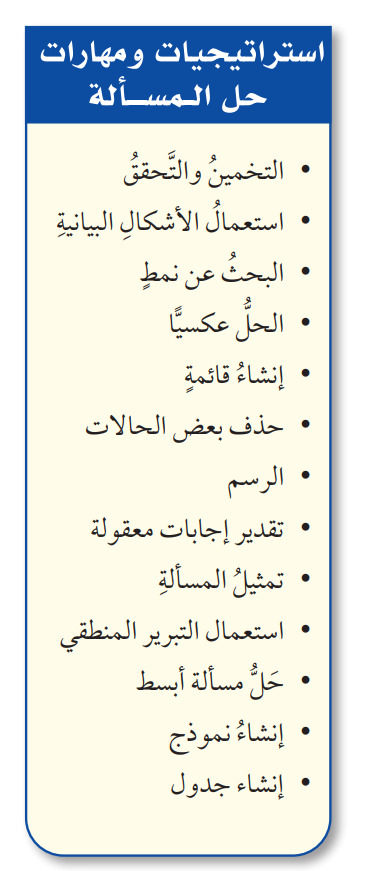 استراتيجيات ومهارات
حل المســألة
• التخمينُ والتَّحققُ
• استعمالُ الأشكالِ البيانيةِ
• البحثُ عن نمطٍ
• الحلُّ عكسيًّا
• إنشاءُ قائمةٍ
• حذف بعض الحالات
• الرسم
• تقدير إجابات معقولة
• تمثيلُ المسألةِ
• استعمال التبرير المنطقي
• حَلُّ مسألة أبسط
• إنشاءُ نموذج
• إنشاء جدول